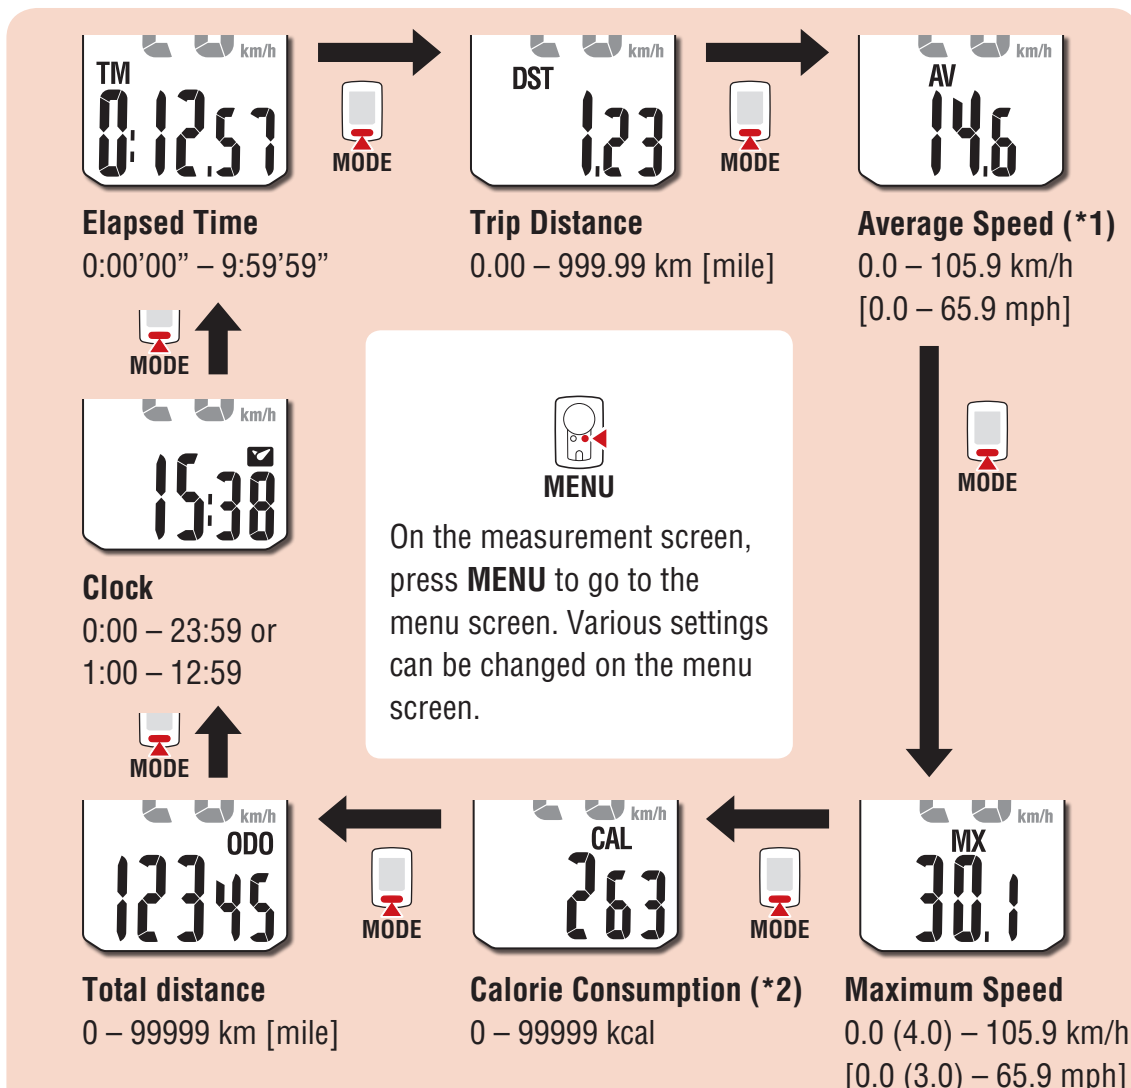 km/h
TM
0:12.57
MODE
Elapsed Time
0:00’00” – 9:59’59”
km/h
DST
1.23
MODE
Trip Distance
0.00 – 999.99 km [mile]
km/h
AV
14.6
Average Speed (*1)
0.0 – 105.9 km/h
[0.0 – 65.9 mph]
MODE
MODE
km/h
15:38
Clock
0:00 – 23:59 or
1:00 – 12:59
MODE
MENU
On the measurement screen,
press MENU to go to the
menu screen. Various settings
can be changed on the menu
screen.
km/h
ODO
12345
MODE
Total distance
0 – 99999 km [mile]
km/h
CAL
263
MODE
Calorie Consumption (*2)
0 – 99999 kcal
km/h
MX
30.1
Maximum Speed
0.0 (4.0) – 105.9 km/h
[0.0 (3.0) – 65.9 mph]